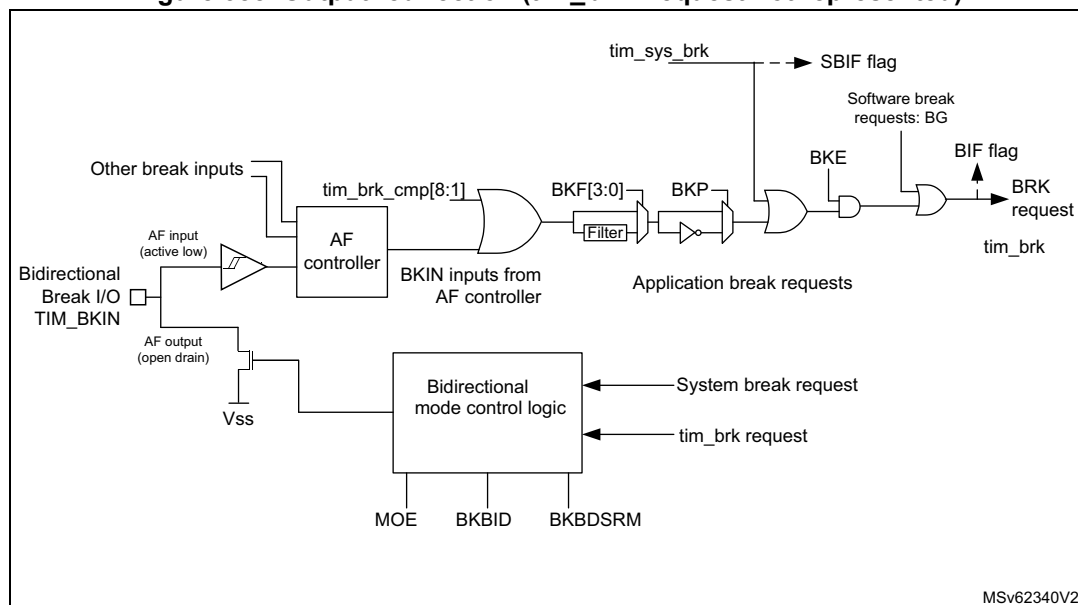 tim_sys_brk
SBIF flag
Software break
requests: BG
BIF flag
BKE
Other break inputs
tim_brk_cmp[8:1]
BKF[3:0]
BKP
BRK
request
Filter
AF input
(active low)
AF
controller
tim_brk
BKIN inputs from
AF controller
Application break requests
Bidirectional
Break I/O
TIM_BKIN
AF output
(open drain)
Bidirectional
mode control logic
System break request
Vss
tim_brk request
MOE
BKBID
BKBDSRM
MSv62340V2